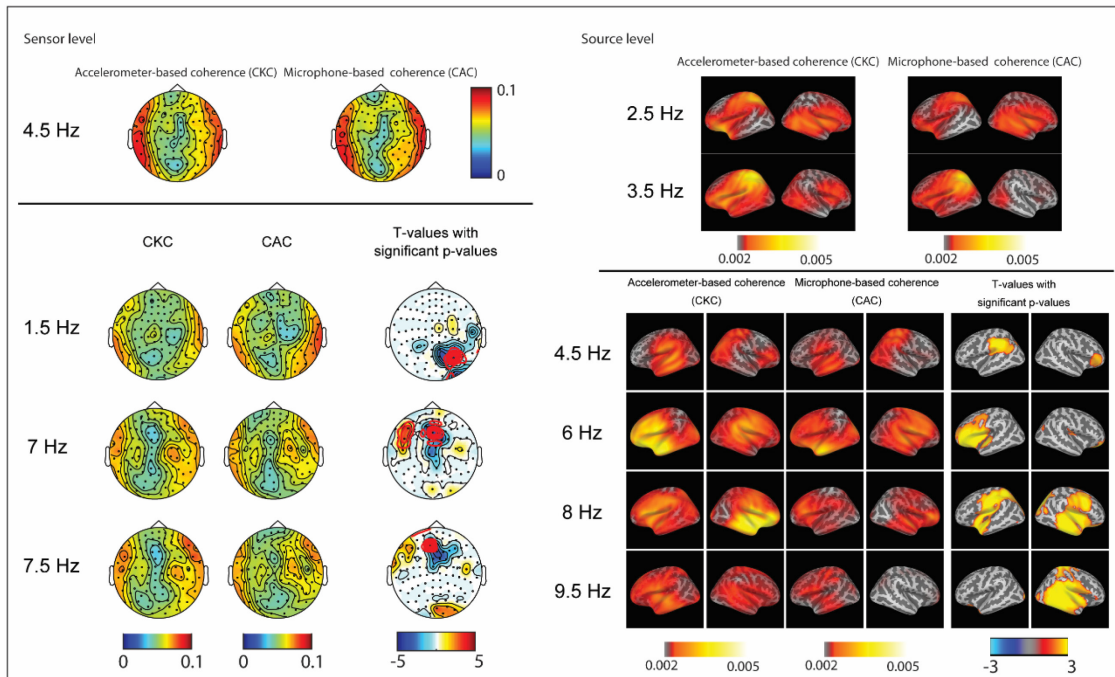 Sensor level
Accelerometer-based coherence (CKC)
Microphone-based coherence (CAC)
4.5 Hz
0.1
0
CKC
CAC
T-values with
significant p-values
1.5 Hz
7 Hz
7.5 Hz
0
0.1
0
0.1
-5
5
Source level
Accelerometer-based coherence (CKC)
Microphone-based coherence (CAC)
2.5 Hz
3.5 Hz
0.002
0.005
0.002
0.005
Accelerometer-based coherence
(CKC)
Microphone-based coherence
(CAC)
T-values with
significant p-values
4.5 Hz
6 Hz
8 Hz
9.5 Hz
0.002
0.005
0.002
0.005
-3
3